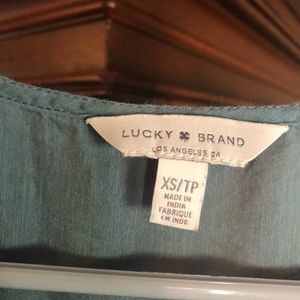 LUCKY BRAND
LOS ANGELES, CA
XS/TP
MADE IN
INDIA
FABRIQUE
EN INDE